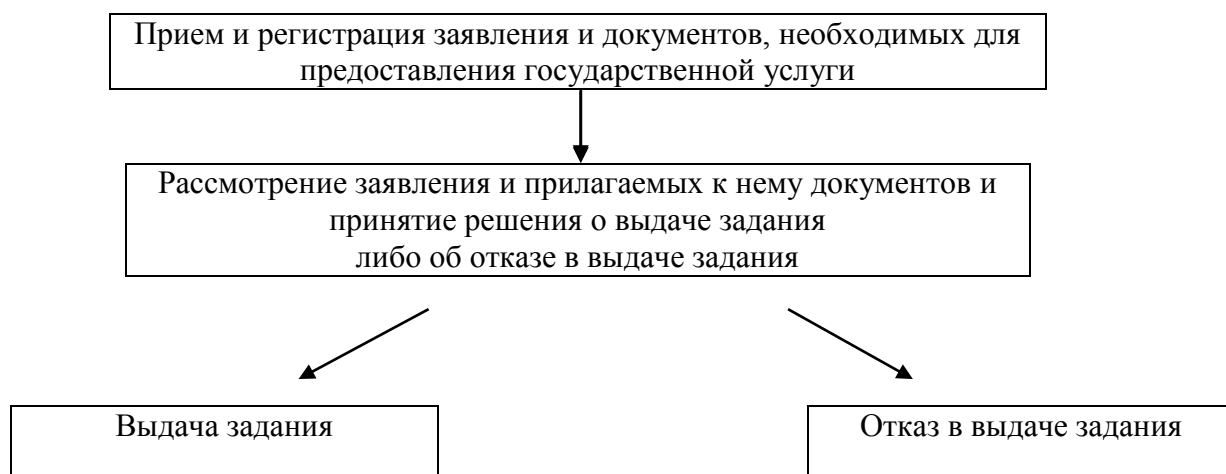 Прием и регистрация заявления и документов, необходимых для
предоставления государственной услуги
Рассмотрение заявления и прилагаемых к нему документов и
принятие решения о выдаче задания
либо об отказе в выдаче задания
Выдача задания
Отказ в выдаче задания